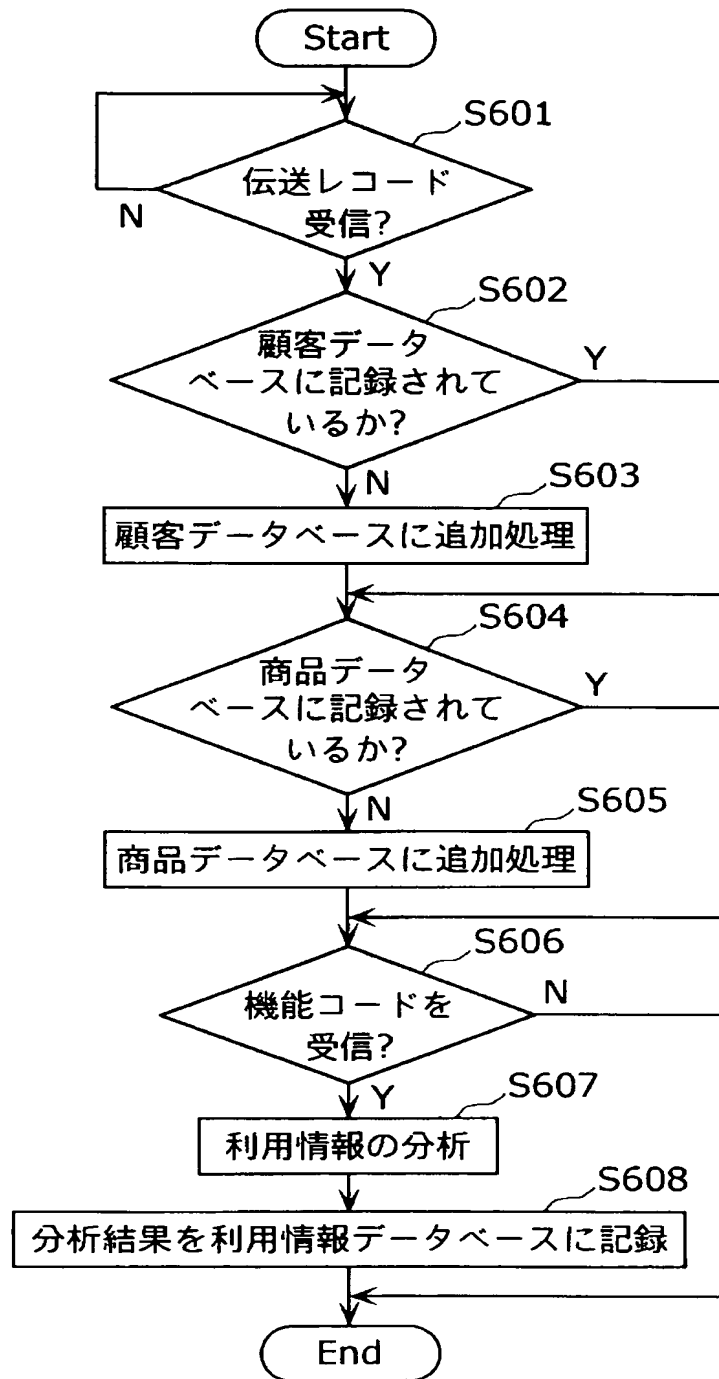 Start
S601
伝送レコード
受信?
N
Y
S602
顧客データ
ベースに記録されて
いるか?
Y
N
S603
顧客データベースに追加処理
S604
商品データ
ベースに記録されて
いるか?
Y
N
S605
商品データベースに追加処理
S606
機能コードを
受信?
N
Y
S607
利用情報の分析
S608
分析結果を利用情報データベースに記録
End